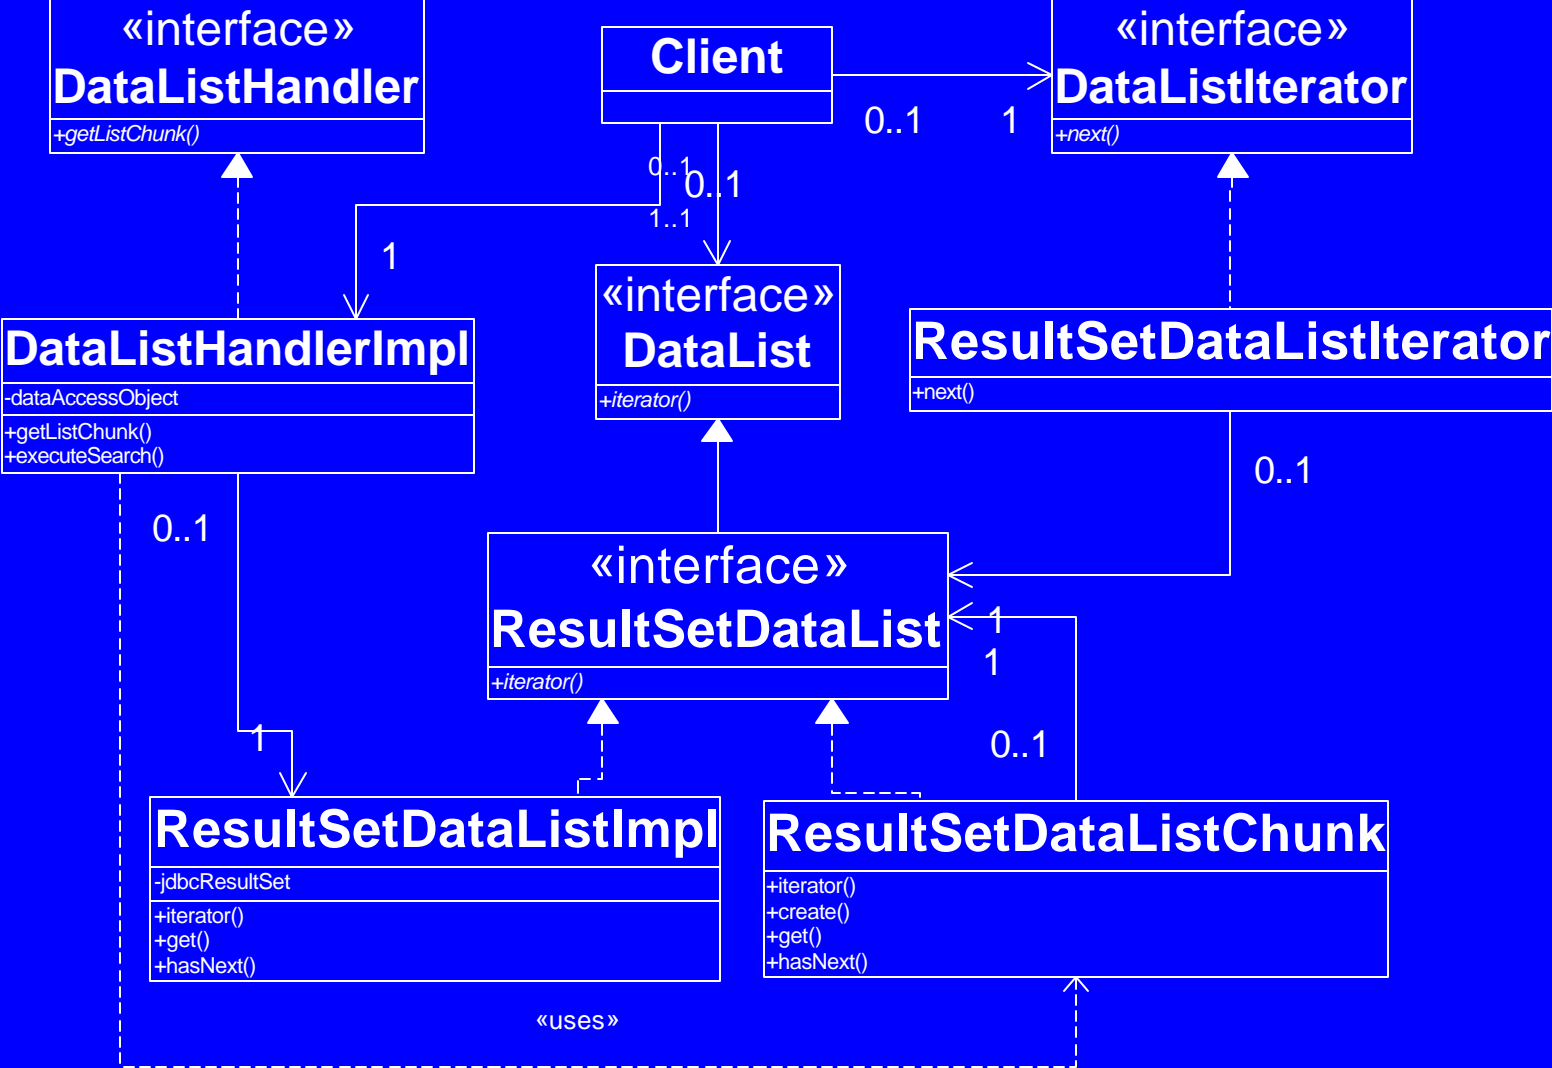 «interface»
DataListHandler
+getListChunk()
Client
0..1
1
«interface»
DataListIterator
+next()
0..1
0..1
1..1
1
«interface»
DataList
+iterator()
DataListHandlerImpl
-dataAccessObject
+getListChunk()
+executeSearch()
ResultSetDataListIterator
+next()
0..1
0..1
«interface»
ResultSetDataList
+iterator()
1
1
0..1
1
ResultSetDataListImpl
-jdbcResultSet
+iterator()
+get()
+hasNext()
ResultSetDataListChunk
+iterator()
+create()
+get()
+hasNext()
«uses»